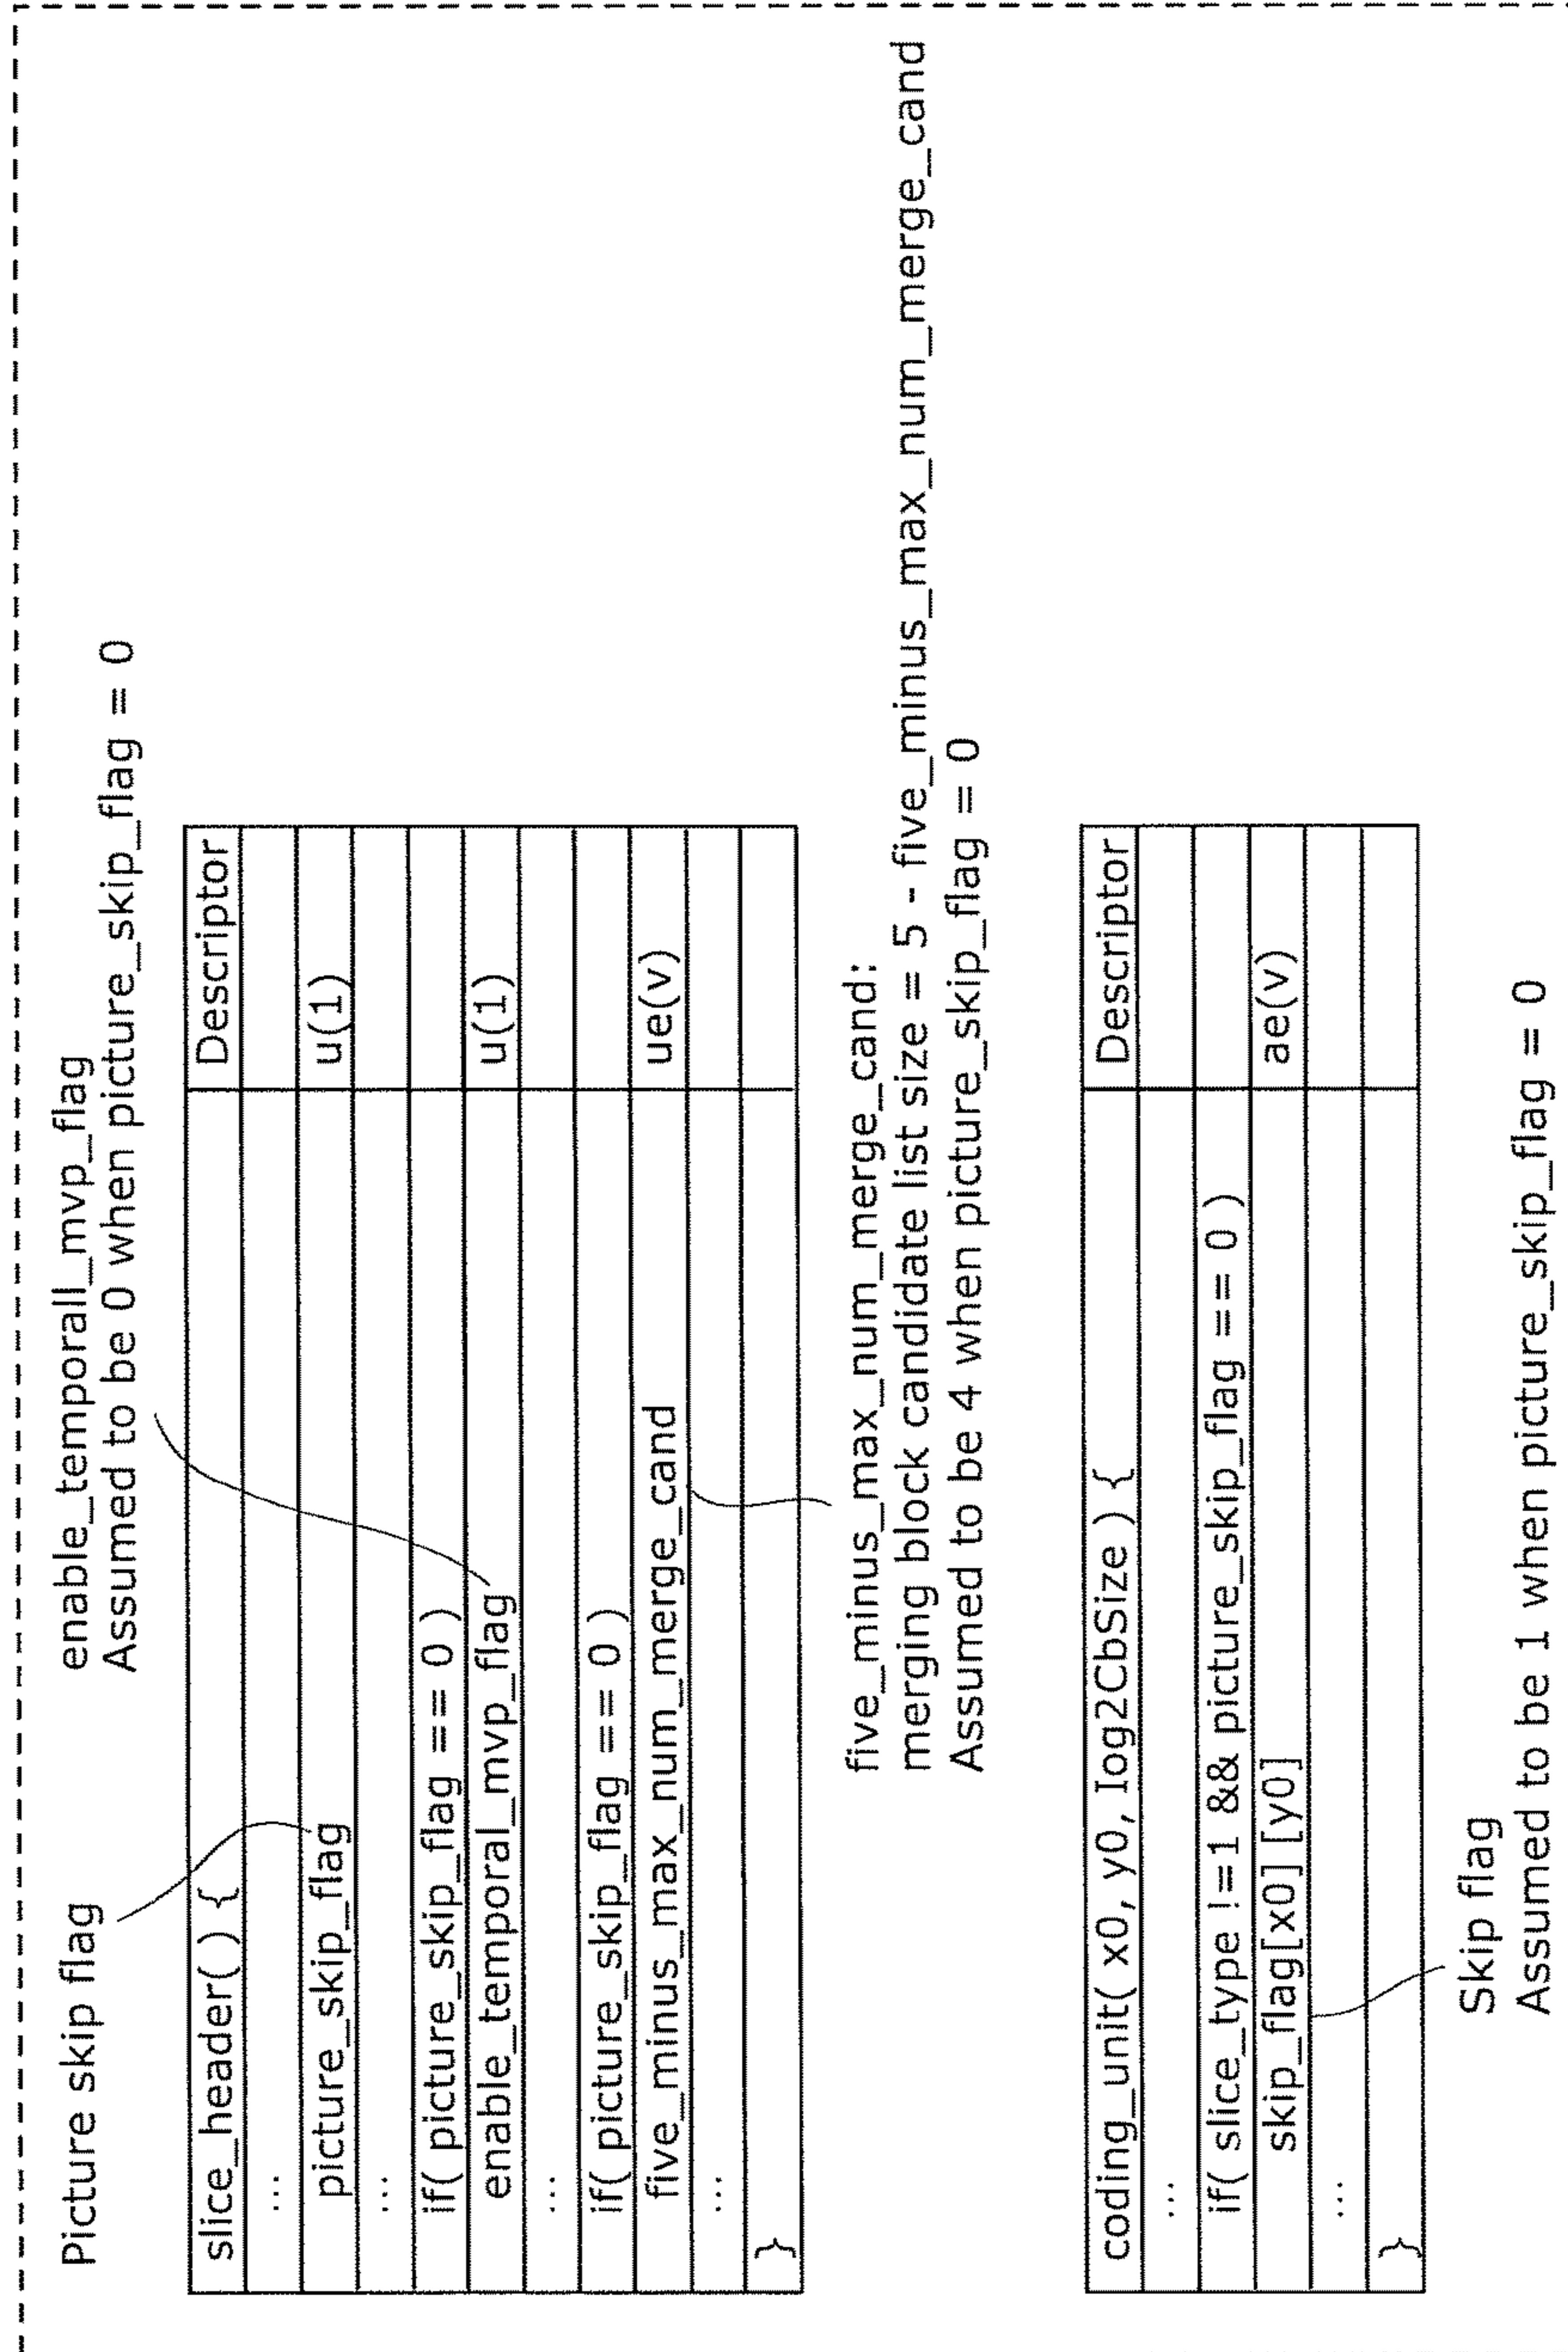 Picture skip flag
enable_temporall_mvp_flag
Assumed to be 0 when picture_skip_flag = 0
slice_header( ) { Descriptor
...
picture_skip_flag u(1)
...
if( picture_skip_flag == 0 )
enable_temporal_mvp_flag u(1)
...
if( picture_skip_flag == 0 )
five_minus_max_num_merge_cand ue(v)
...
}
five_minus_max_num_merge_cand:
merging block candidate list size = 5 - five_minus_max_num_merge_cand
Assumed to be 4 when picture_skip_flag = 0
coding_unit( x0, y0, Iog2CbSize ) { Descriptor
...
if( slice_type !=1 && picture_skip_flag == 0 )
skip_flag[x0] [y0] ae(v)
...
}
Skip flag
Assumed to be 1 when picture_skip_flag = 0